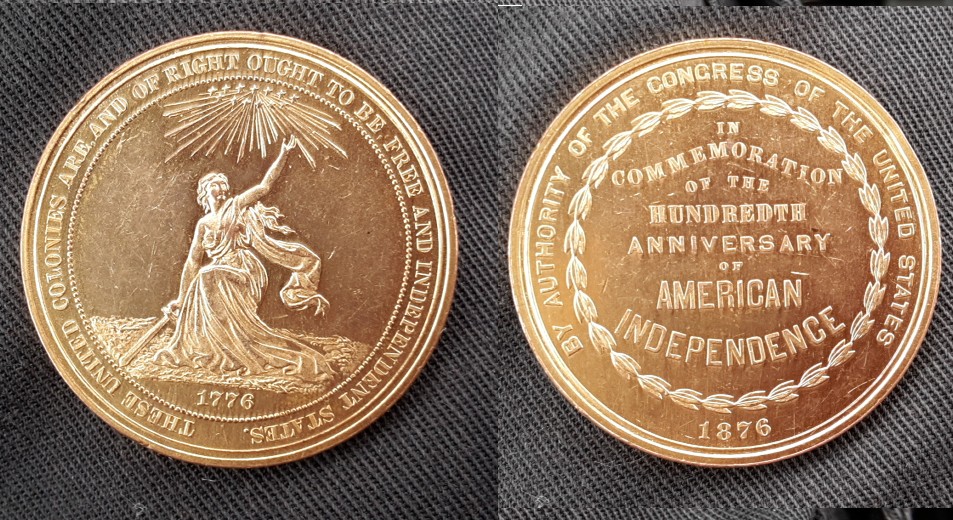 THESE UNITED COLONIES ARE AND OF RIGHT OUGHT TO BE FREE AND INDEPENDENT STATES.
1776
BY AUTHORITY OF THE CONGRESS OF THE UNITED STATES
IN
COMMEMORATION
OF THE
HUNDREDTH
ANNIVERSARY
OF
AMERICAN
INDEPENDENCE
1876